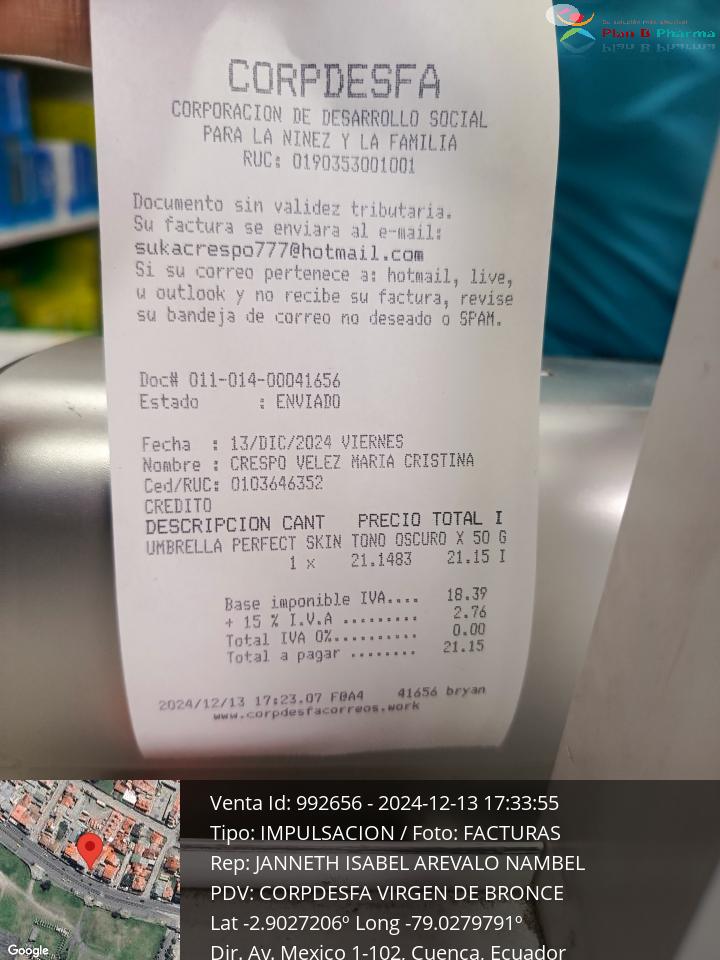 Su solución más efectiva!
Plan B Pharma
CORPDESFA
CORPORACION DE DESARROLLO SOCIAL
PARA LA NINEZ Y LA FAMILIA
RUC: 0190353001001
Documento sin validez tributaria.
Su factura se enviara al e-mail:
sukacrespo777@hotmail.com
Si su correo pertenece a: hotmail, live,
u outlook y no recibe su factura, revise
su bandeja de correo no deseado o SPAM.
Doc# 011-014-00041656
Estado : ENVIADO
Fecha : 13/DIC/2024 VIERNES
Nombre : CRESPO VELEZ MARIA CRISTINA
Ced/RUC: 0103646352
CREDITO
DESCRIPCION CANT PRECIO TOTAL I
UMBRELLA PERFECT SKIN TONO OSCURO X 50 G
1 x 21.1483 21.15 I
Base imponible IVA.... 18.39
+ 15 % I.V.A ......... 2.76
Total IVA 0%.......... 0.00
Total a pagar ........ 21.15
2024/12/13 17:23.07 F@A4 41656 bryan
www.corpdesfacorreos.work
Venta Id: 992656 - 2024-12-13 17:33:55
Tipo: IMPULSACION / Foto: FACTURAS
Rep: JANNETH ISABEL AREVALO NAMBEL
PDV: CORPDESFA VIRGEN DE BRONCE
Lat -2.9027206º Long -79.0279791º
Dir. Av. Mexico 1-102, Cuenca, Ecuador
Google